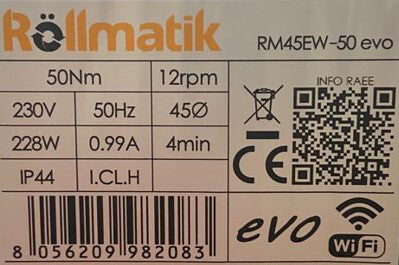 Röllmatik
RM45EW-50 evo
50Nm 12rpm
INFO RAEE
230V 50Hz 45Ø
228W 0.99A 4min
CE
IP44 I.CL.H
8 056209 982083
evo WiFi